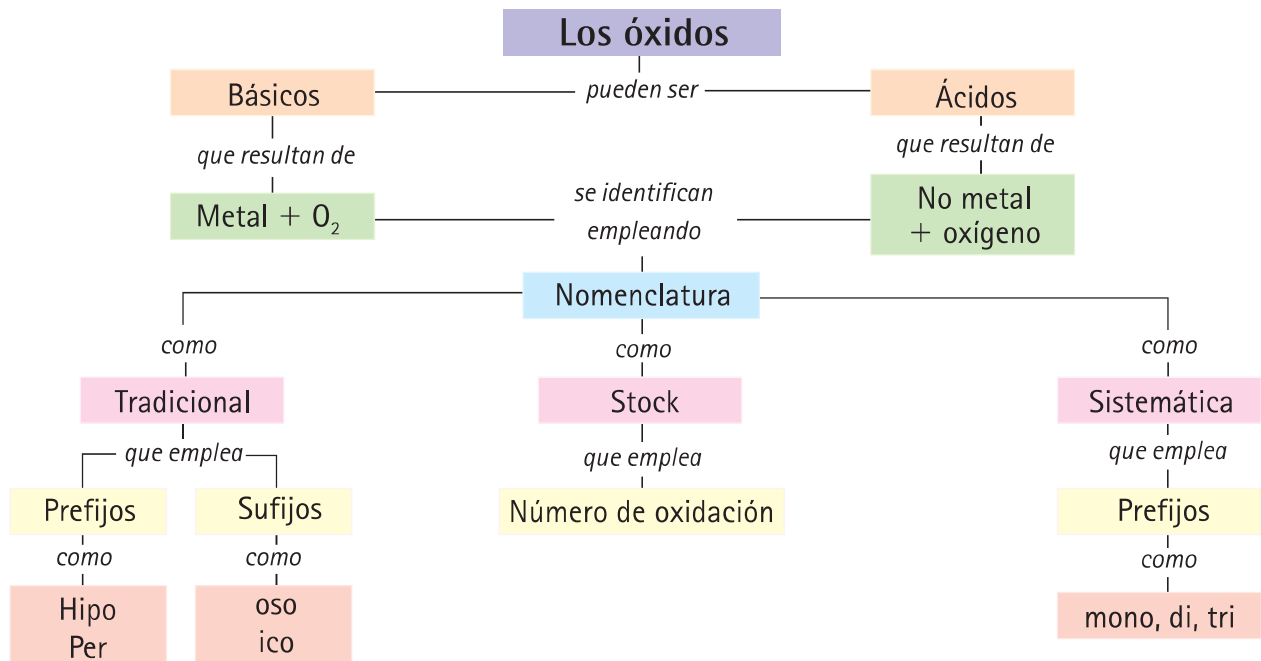 Los óxidos
Básicos
pueden ser
Ácidos
que resultan de
que resultan de
Metal + O₂
se identifican
empleando
No metal
+ oxígeno
Nomenclatura
como
como
como
Tradicional
Stock
Sistemática
que emplea
que emplea
que emplea
Prefijos
Sufijos
Número de oxidación
Prefijos
como
como
como
Hipo
Per
oso
ico
mono, di, tri